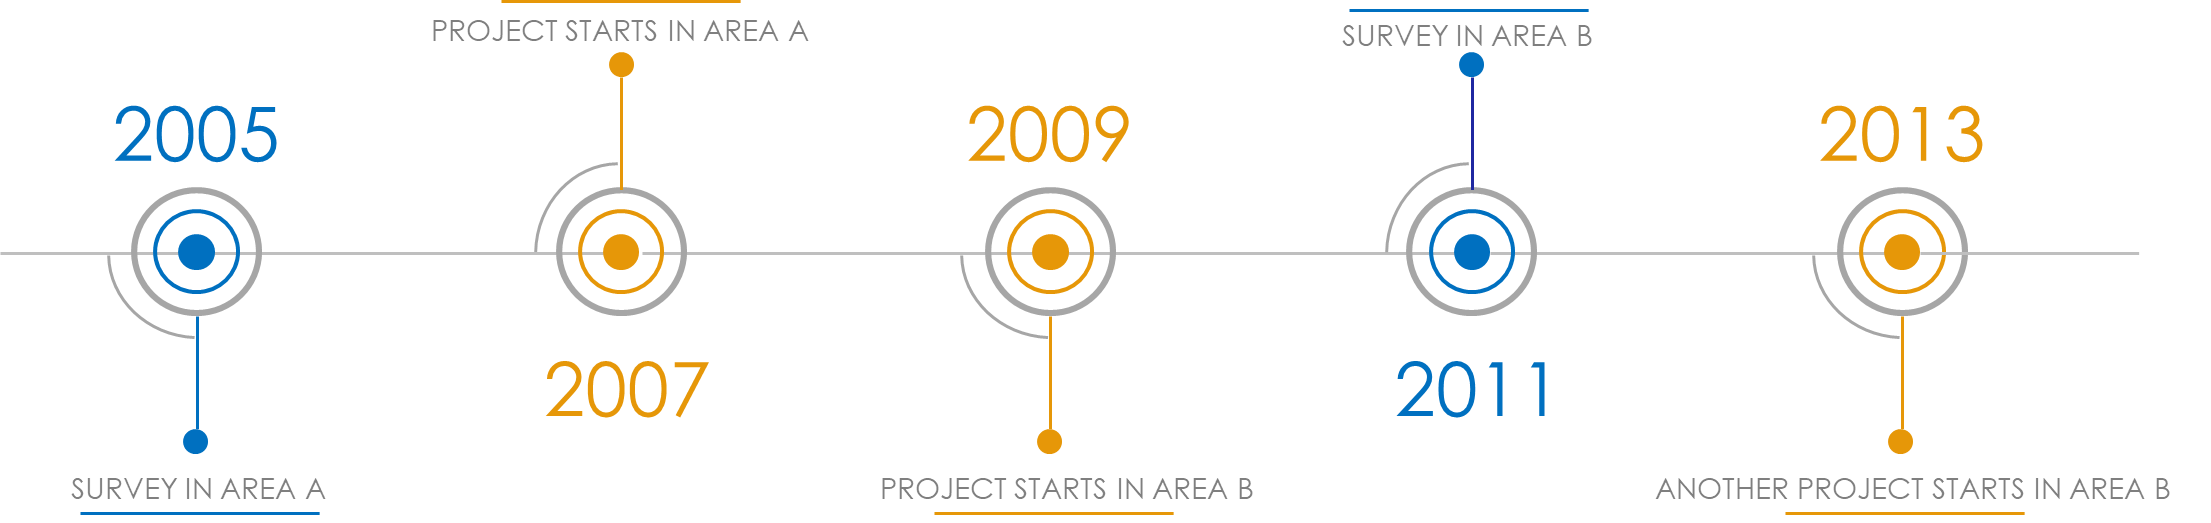 PROJECT STARTS IN AREA A
SURVEY IN AREA B
2005
2009
2013
2007
2011
SURVEY IN AREA A
PROJECT STARTS IN AREA B
ANOTHER PROJECT STARTS IN AREA B